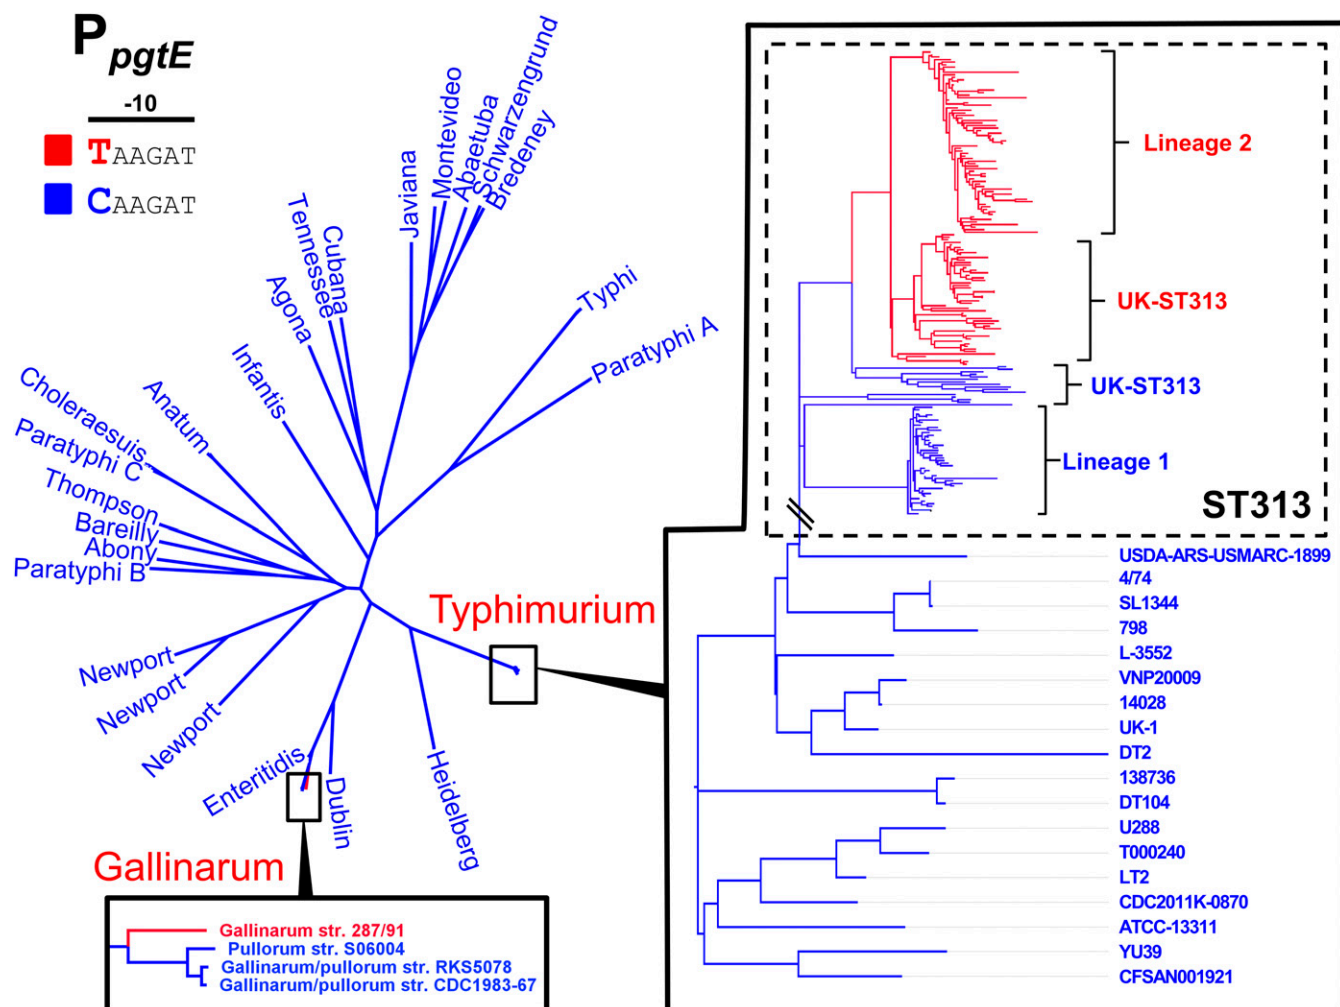 P pgtE
-10
TAAGAT
CAAGAT
Javiana
Montevideo
Abaetuba
Schwarzengrund
Bredeney
Tennessee
Cubana
Agona
Infantis
Typhi
Paratyphi A
Anatum
Choleraesuis
Paratyphi C
Thompson
Bareilly
Abony
Paratyphi B
Newport
Newport
Newport
Enteritidis
Dublin
Heidelberg
Typhimurium
Gallinarum
Gallinarum str. 287/91
Pullorum str. S06004
Gallinarum/pullorum str. RKS5078
Gallinarum/pullorum str. CDC1983-67
Lineage 2
UK-ST313
UK-ST313
Lineage 1
ST313
USDA-ARS-USMARC-1899
4/74
SL1344
798
L-3552
VNP20009
14028
UK-1
DT2
138736
DT104
U288
T000240
LT2
CDC2011K-0870
ATCC-13311
YU39
CFSAN001921